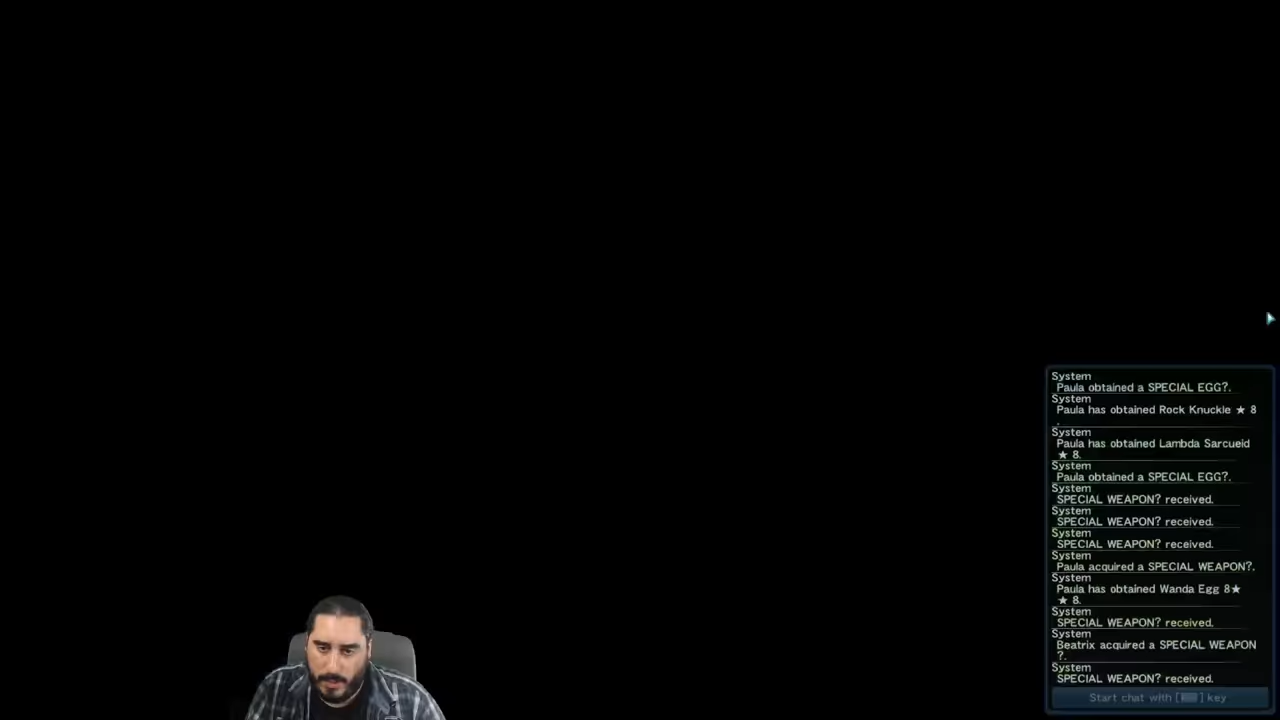 System
Paula obtained a SPECIAL EGG?.
System
Paula has obtained Rock Knuckle ★ 8
.
System
Paula has obtained Lambda Sarcueid
★ 8.
System
Paula obtained a SPECIAL EGG?.
System
SPECIAL WEAPON? received.
System
SPECIAL WEAPON? received.
System
SPECIAL WEAPON? received.
System
Paula acquired a SPECIAL WEAPON?.
System
Paula has obtained Wanda Egg 8★
★ 8.
System
SPECIAL WEAPON? received.
System
Beatrix acquired a SPECIAL WEAPON
?.
System
SPECIAL WEAPON? received.
Start chat with [ ] key